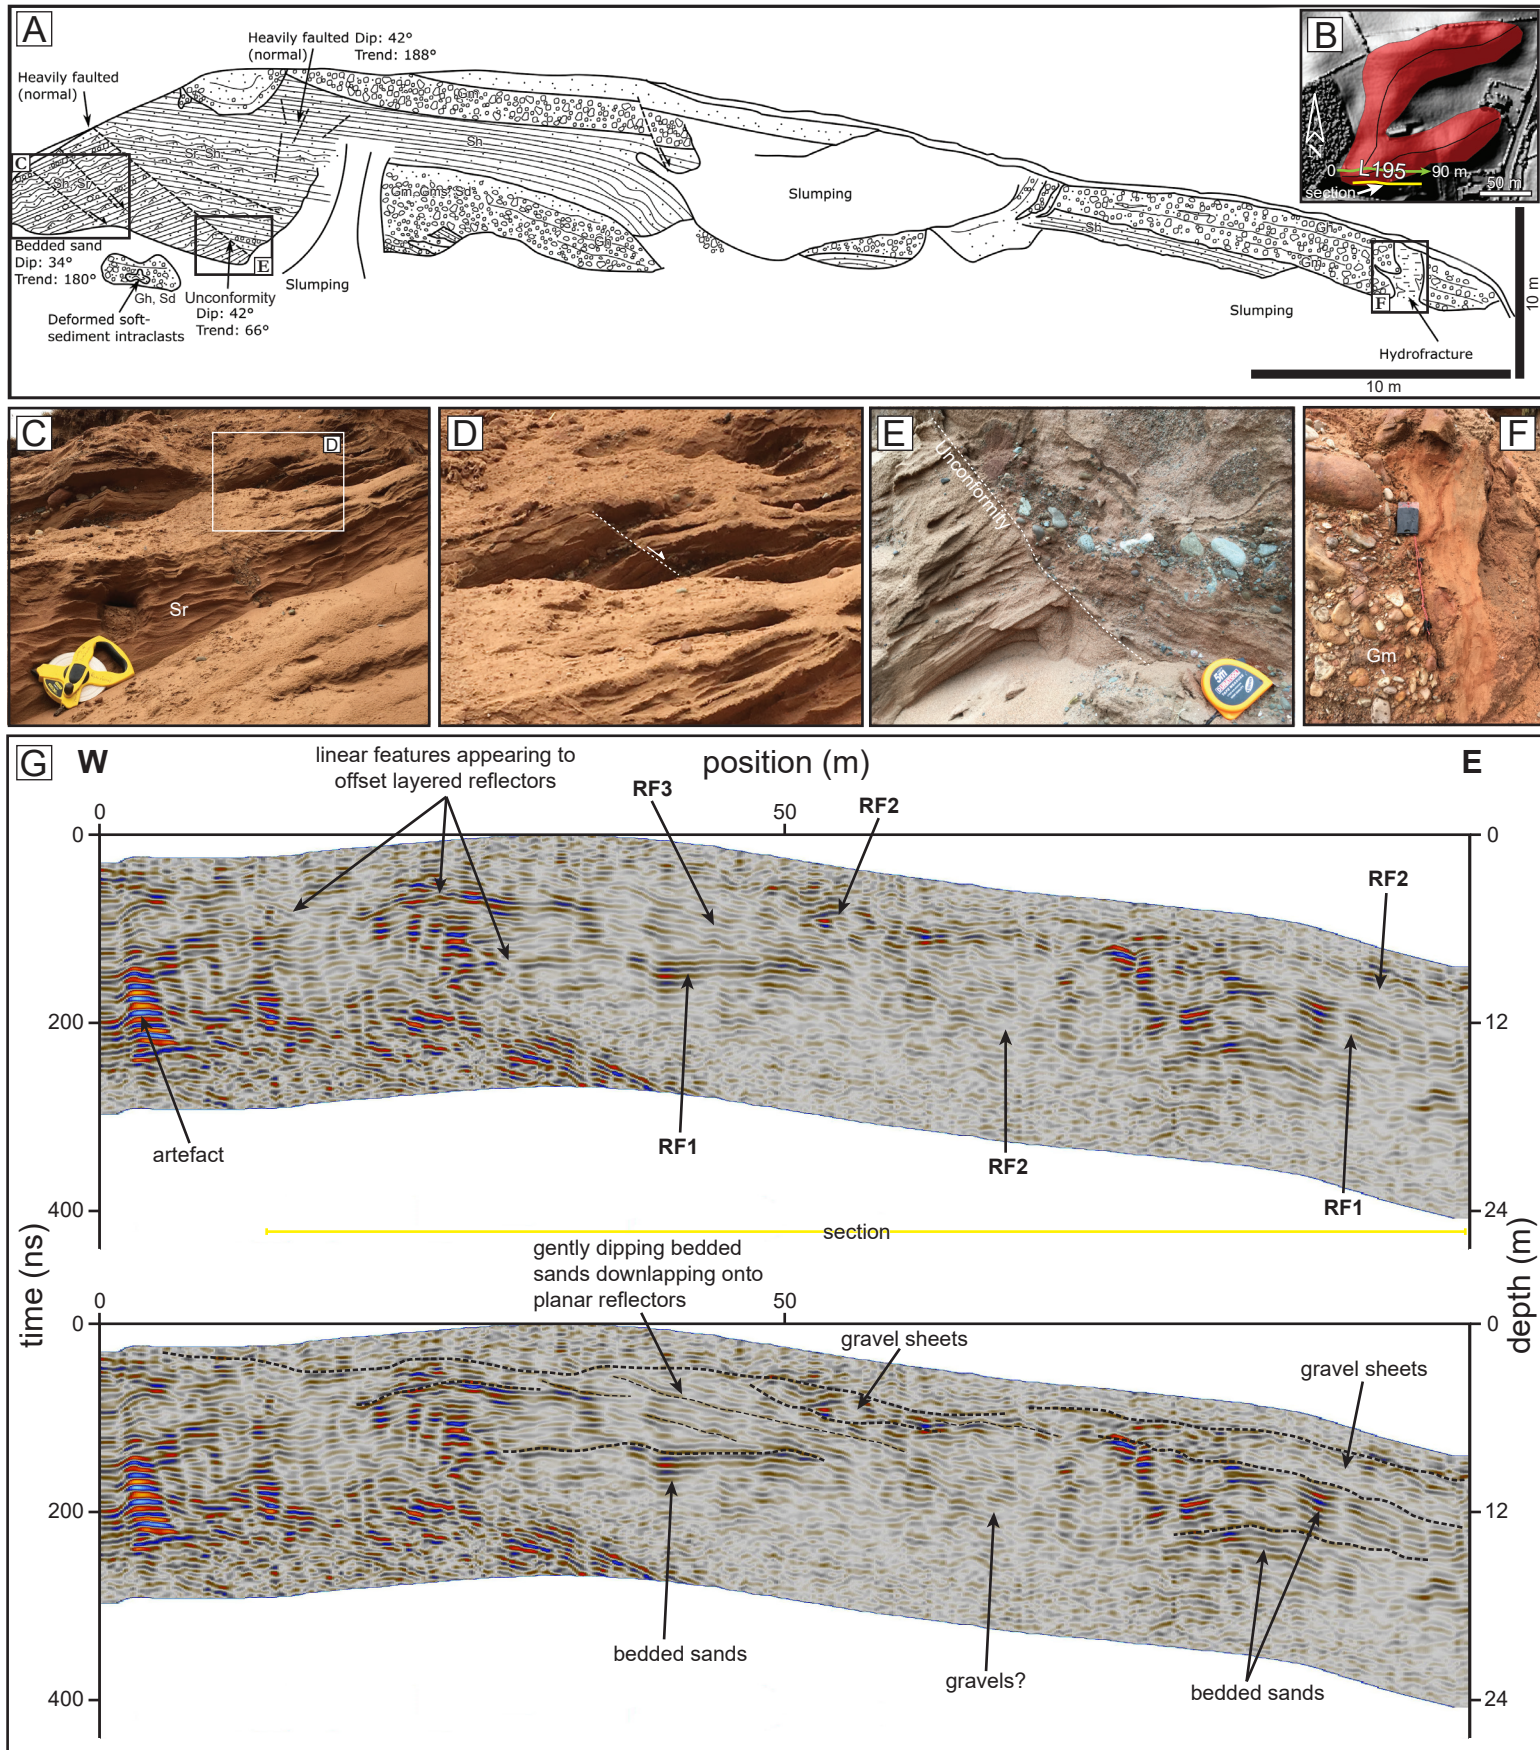 A
Heavily faulted
(normal)
Heavily faulted Dip: 42°
(normal) Trend: 188°
Gm
Sr, Sh
Sh
C
Sh, Sr
Gm, Gms, Sd
Gh
Slumping
Sh
Gh
Gm
Bedded sand
Dip: 34°
Trend: 180°
E
Gh, Sd
Deformed soft-
sediment intraclasts
Unconformity
Dip: 42°
Trend: 66°
Slumping
Slumping
F
Hydrofracture
10 m
10 m
B
N
0
L195
90 m
section
50 m
C
D
Sr
D
E
Unconformity
5m
F
Gm
G
W
position (m)
E
linear features appearing to
offset layered reflectors
RF3
RF2
RF2
0
50
0
200
400
0
12
24
artefact
RF1
RF2
RF1
section
gently dipping bedded
sands downlapping onto
planar reflectors
gravel sheets
gravel sheets
0
50
0
200
400
0
12
24
time (ns)
depth (m)
bedded sands
gravels?
bedded sands